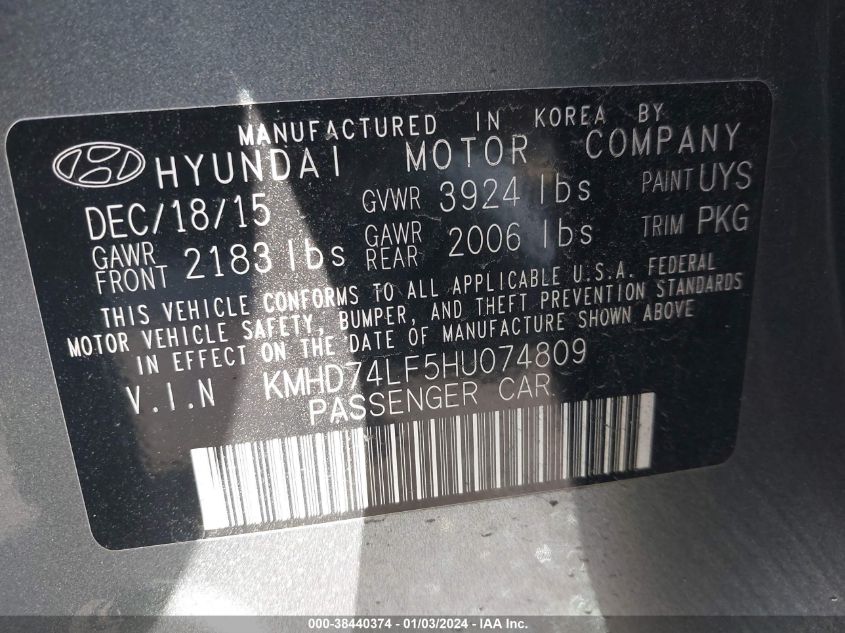 MANUFACTURED IN KOREA BY
HYUNDAI MOTOR COMPANY
DEC/18/15 GVWR 3924 lbs PAINT UYS
GAWR FRONT 2183 lbs GAWR REAR 2006 lbs TRIM PKG
THIS VEHICLE CONFORMS TO ALL APPLICABLE U.S.A. FEDERAL
MOTOR VEHICLE SAFETY, BUMPER, AND THEFT PREVENTION STANDARDS
IN EFFECT ON THE DATE OF MANUFACTURE SHOWN ABOVE
V.I.N KMHD74LF5HU074809
PASSENGER CAR
000-38440374 - 01/03/2024 - IAA Inc.